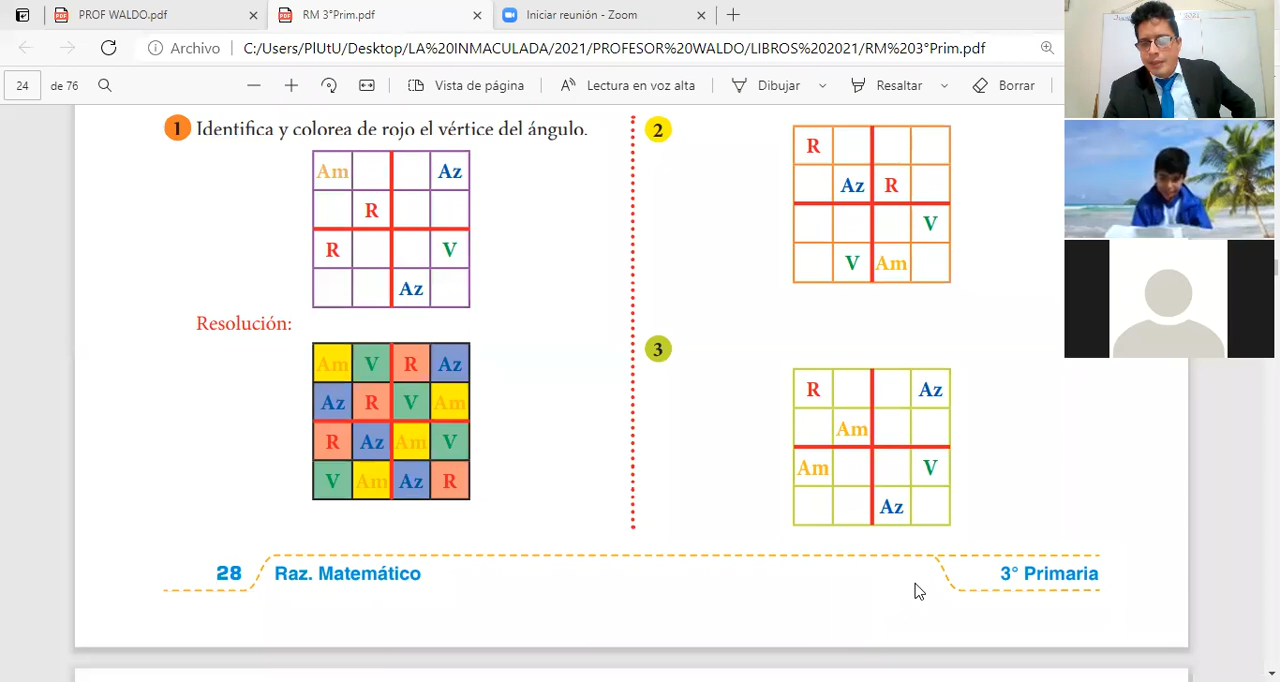 PROF WALDO.pdf
RM 3°Prim.pdf
Iniciar reunión - Zoom
Archivo
C:/Users/PlUtU/Desktop/LA%20INMACULADA/2021/PROFESOR%20WALDO/LIBROS%202021/RM%203°Prim.pdf
24 de 76
Vista de página
Lectura en voz alta
Dibujar
Resaltar
Borrar
1 Identifica y colorea de rojo el vértice del ángulo.
Am Az
R
R V
Az
Resolución:
Am V R Az
Az R V Am
R Az Am V
V Am Az R
2
R
Az R
V
V Am
3
R Az
Am
Am V
Az
28 Raz. Matemático
3° Primaria